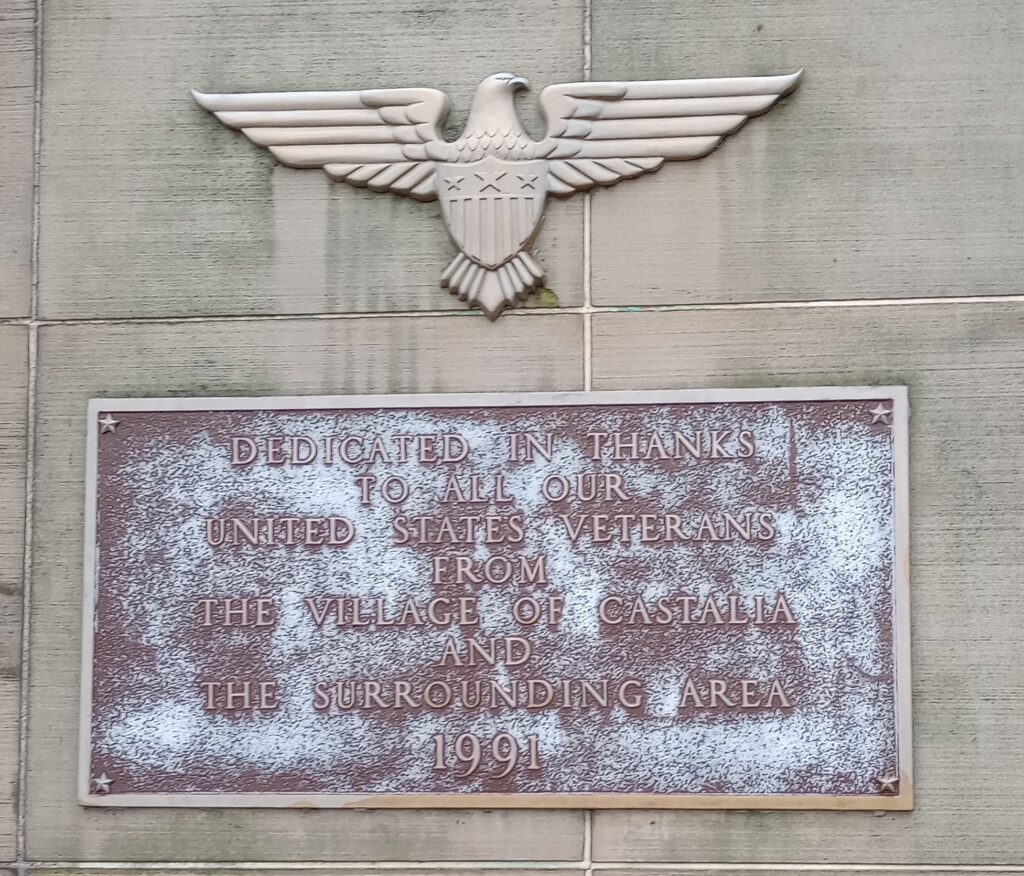 DEDICATED IN THANKS
TO ALL OUR
UNITED STATES VETERANS
FROM
THE VILLAGE OF CASTALIA
AND
THE SURROUNDING AREA
1991